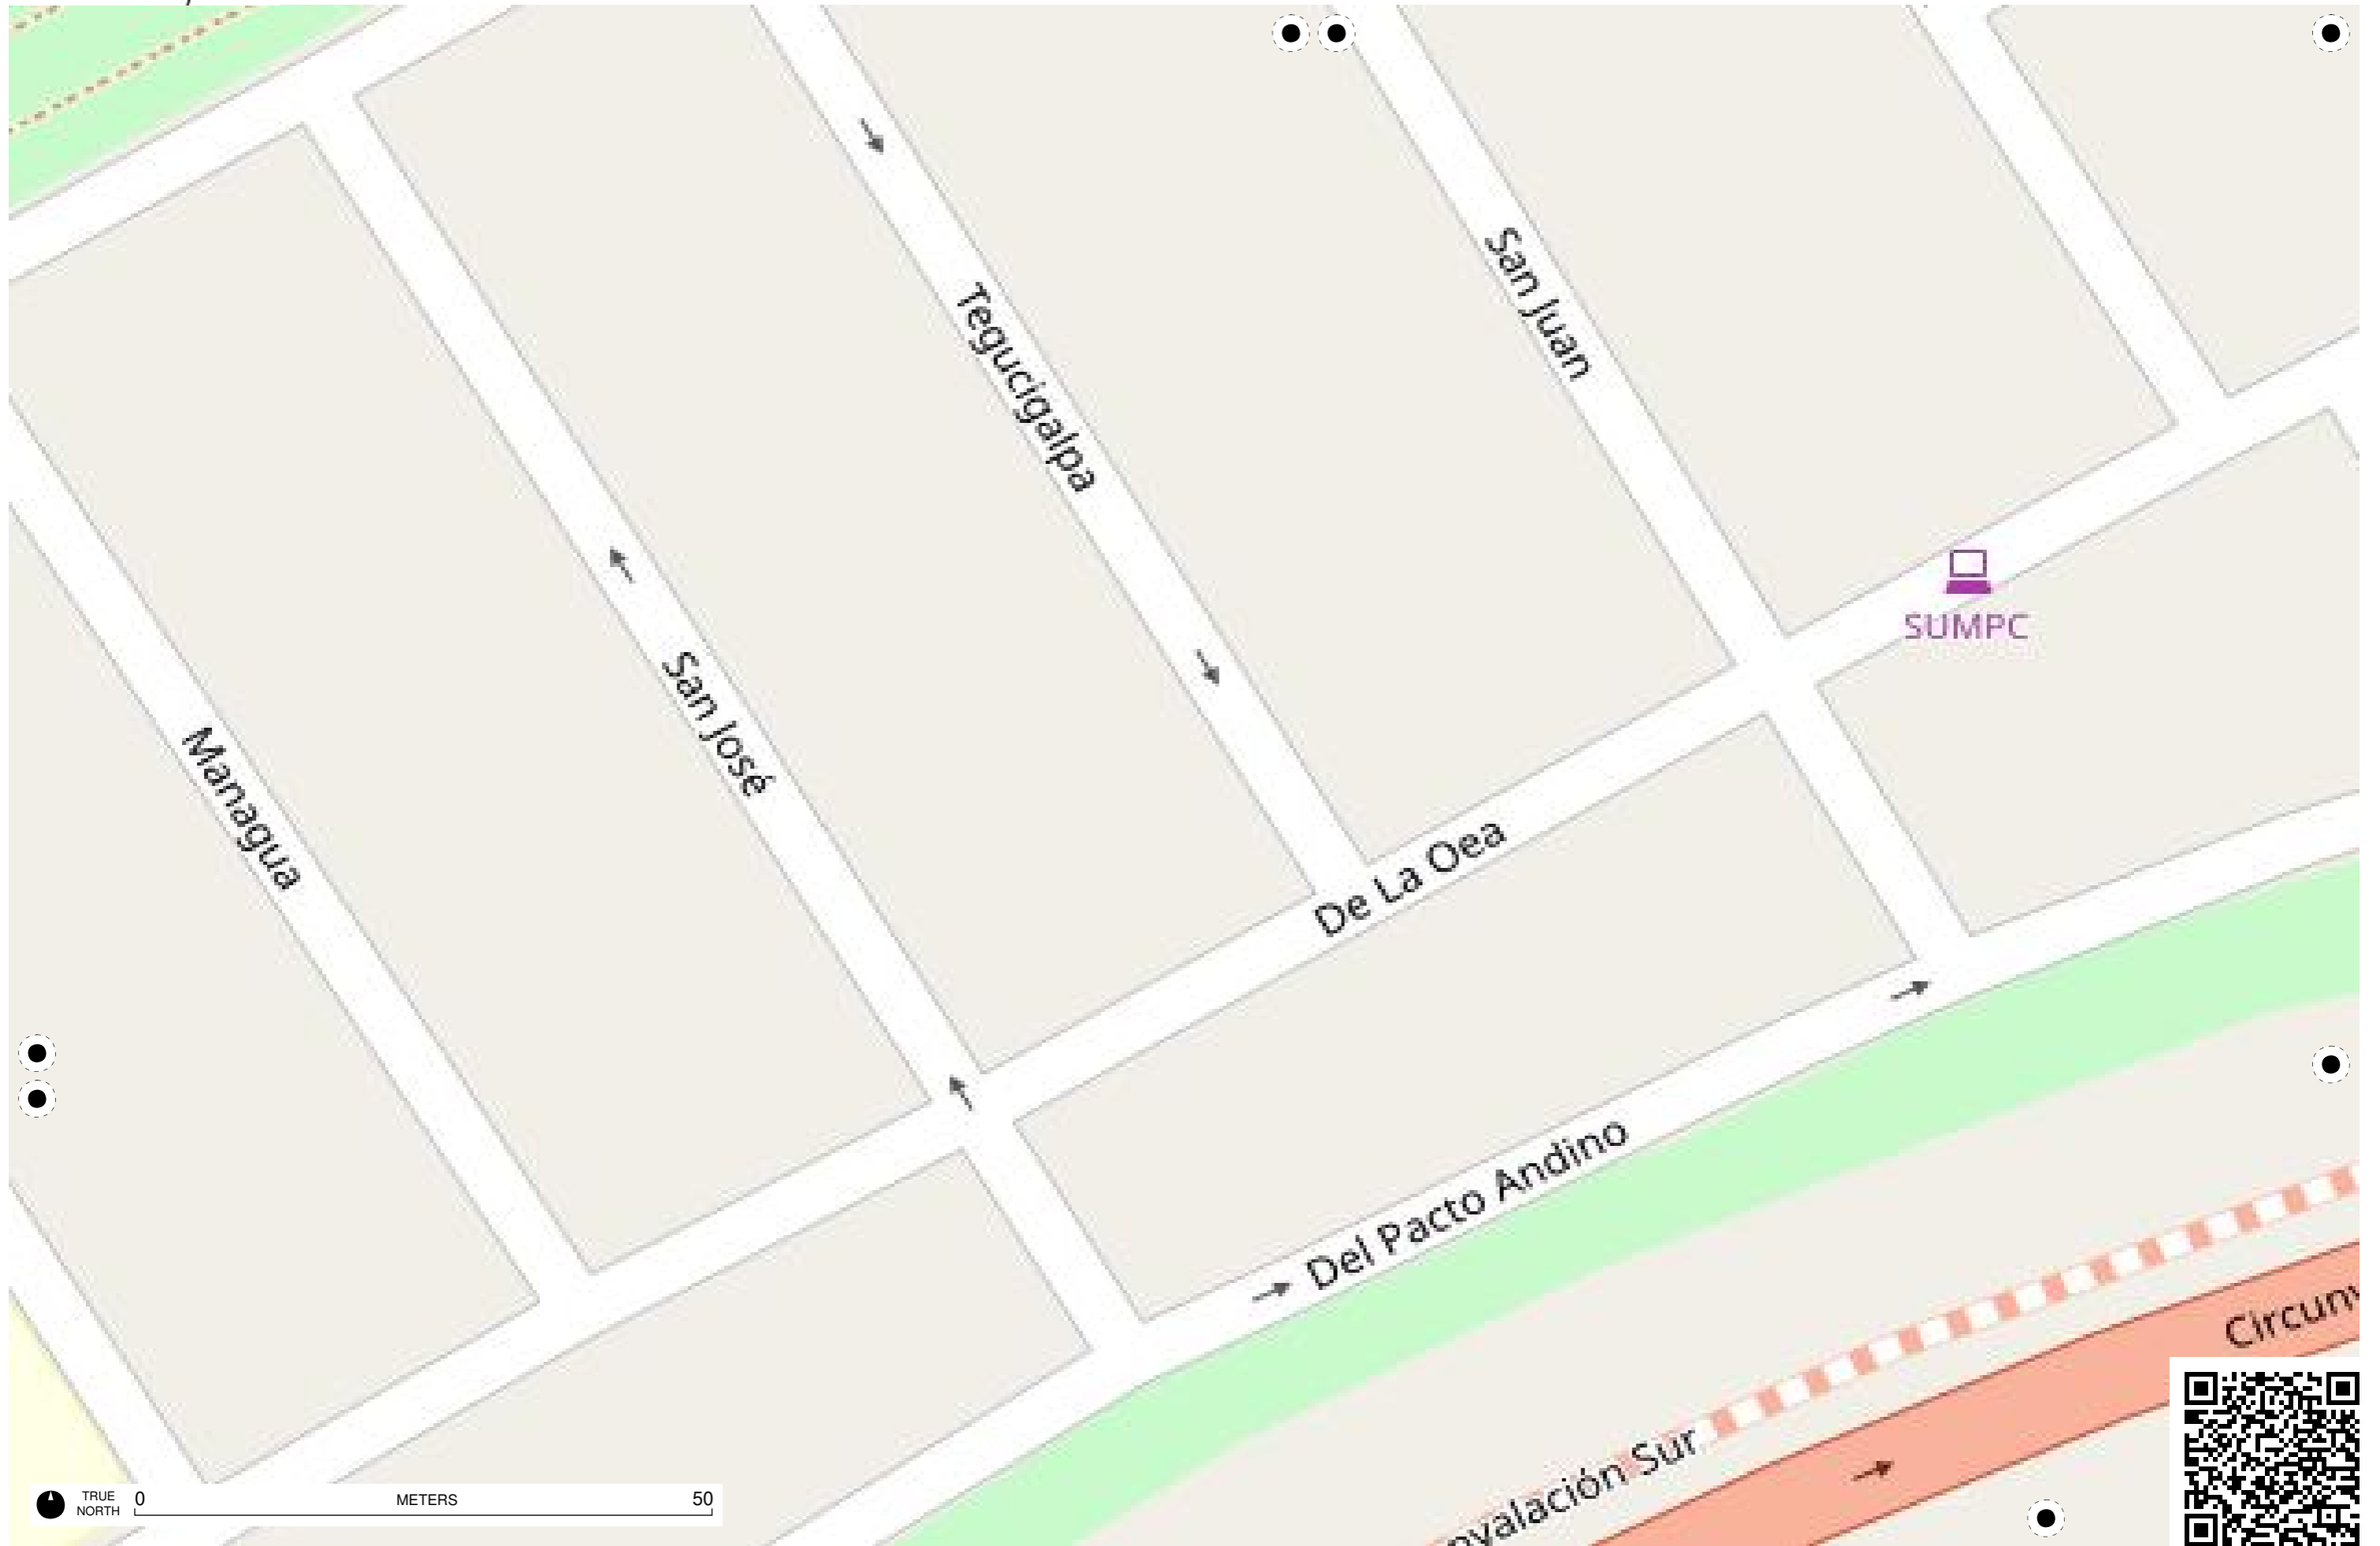 San Juan
Tegucigalpa
SUMPC
San José
Managua
De La Oea
Del Pacto Andino
Circunv
nvalación Sur
TRUE
NORTH
0
METERS
50